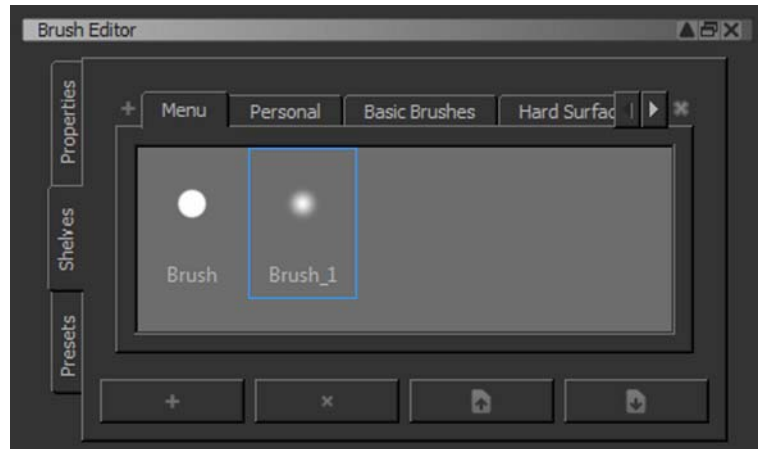 Brush Editor
Properties
Shelves
Presets
Menu Personal Basic Brushes Hard Surfac
Brush Brush_1